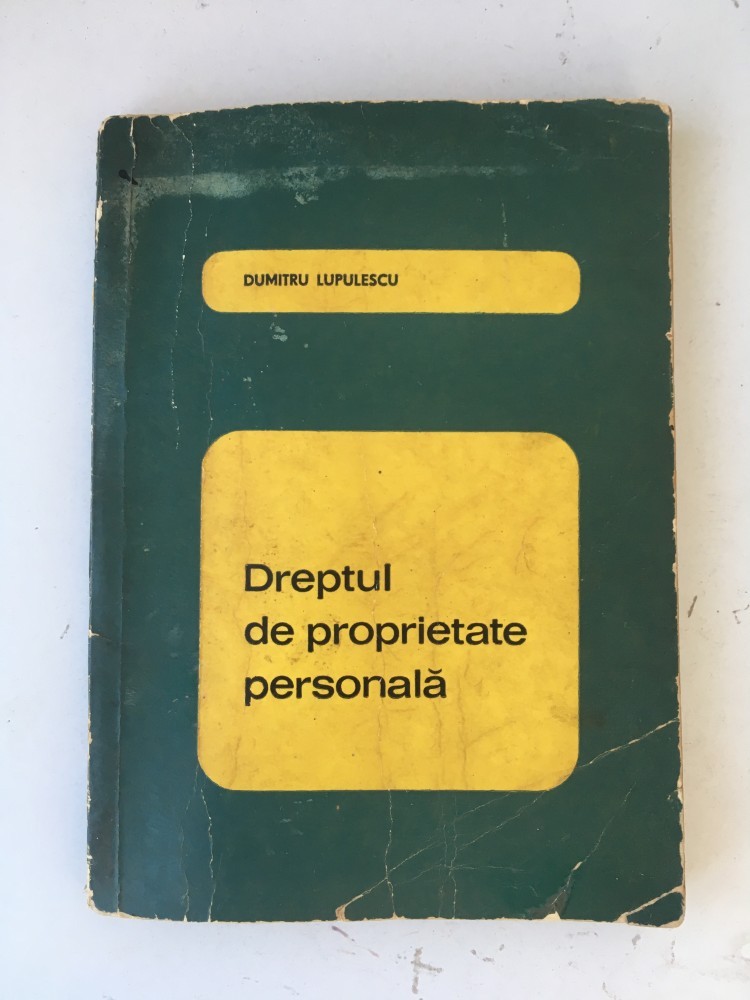 DUMITRU LUPULESCU
Dreptul
de proprietate
personală